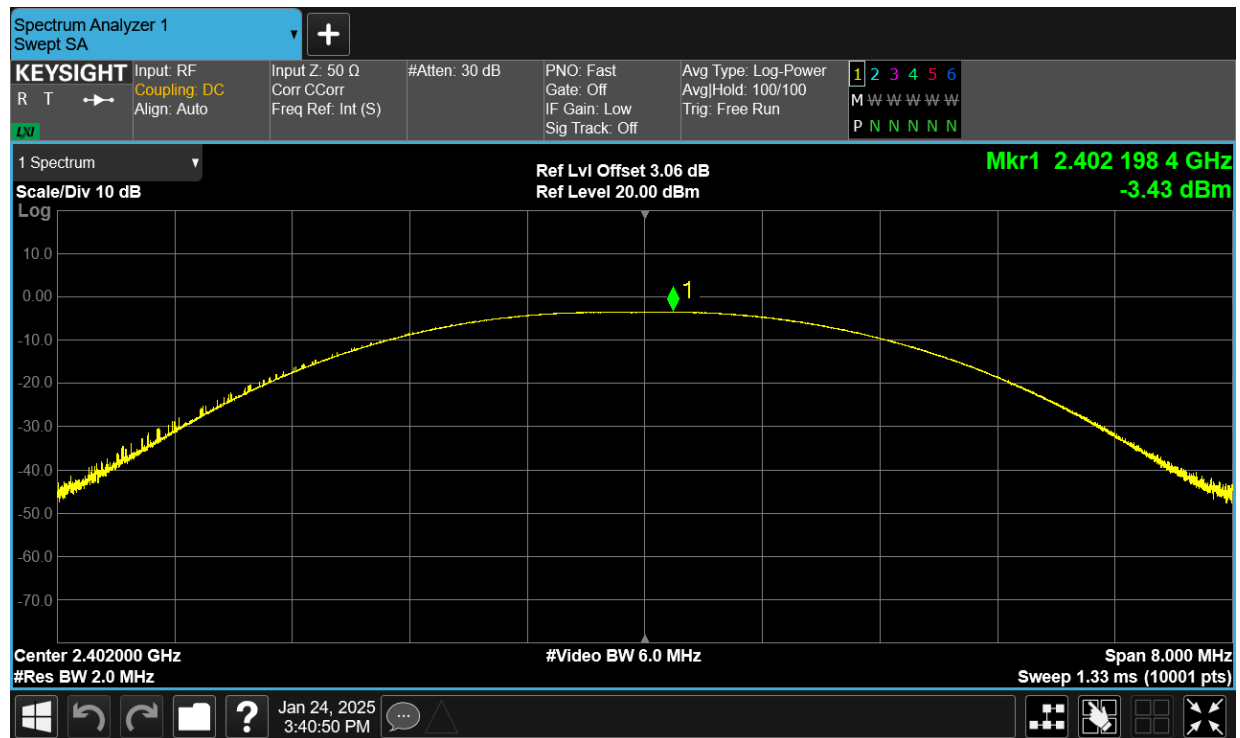 Spectrum Analyzer 1
Swept SA
KEYSIGHT
R T
LXI
Input: RF
Coupling: DC
Align: Auto
Input Z: 50 Ω
Corr CCorr
Freq Ref: Int (S)
#Atten: 30 dB
PNO: Fast
Gate: Off
IF Gain: Low
Sig Track: Off
Avg Type: Log-Power
Avg|Hold: 100/100
Trig: Free Run
1 2 3 4 5 6
M W W W W W
P N N N N N
1 Spectrum
Scale/Div 10 dB
Ref Lvl Offset 3.06 dB
Ref Level 20.00 dBm
Mkr1 2.402 198 4 GHz
-3.43 dBm
Log
10.0
0.00
-10.0
-20.0
-30.0
-40.0
-50.0
-60.0
-70.0
1
Center 2.402000 GHz
#Res BW 2.0 MHz
#Video BW 6.0 MHz
Span 8.000 MHz
Sweep 1.33 ms (10001 pts)
?
Jan 24, 2025
3:40:50 PM